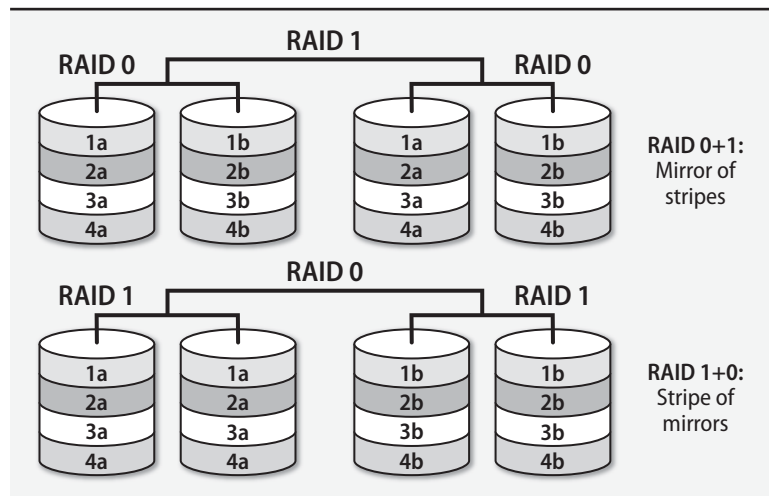 RAID 1
RAID 0 RAID 0
1a 1b 1a 1b
2a 2b 2a 2b
3a 3b 3a 3b
4a 4b 4a 4b
RAID 0+1:
Mirror of
stripes
RAID 0
RAID 1 RAID 1
1a 1a 1b 1b
2a 2a 2b 2b
3a 3a 3b 3b
4a 4a 4b 4b
RAID 1+0:
Stripe of
mirrors